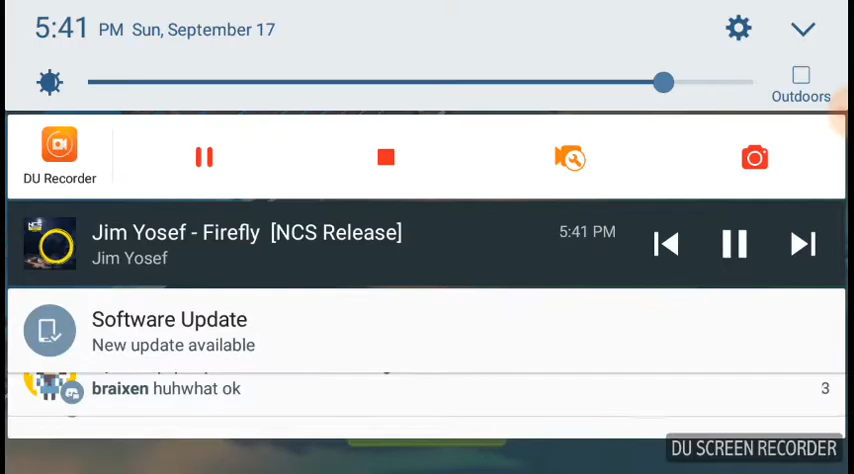 5:41 PM Sun, September 17
Outdoors
DU Recorder
NCS
Jim Yosef - Firefly [NCS Release]
5:41 PM
Jim Yosef
Software Update
New update available
braixen huhwhat ok
3
DU SCREEN RECORDER